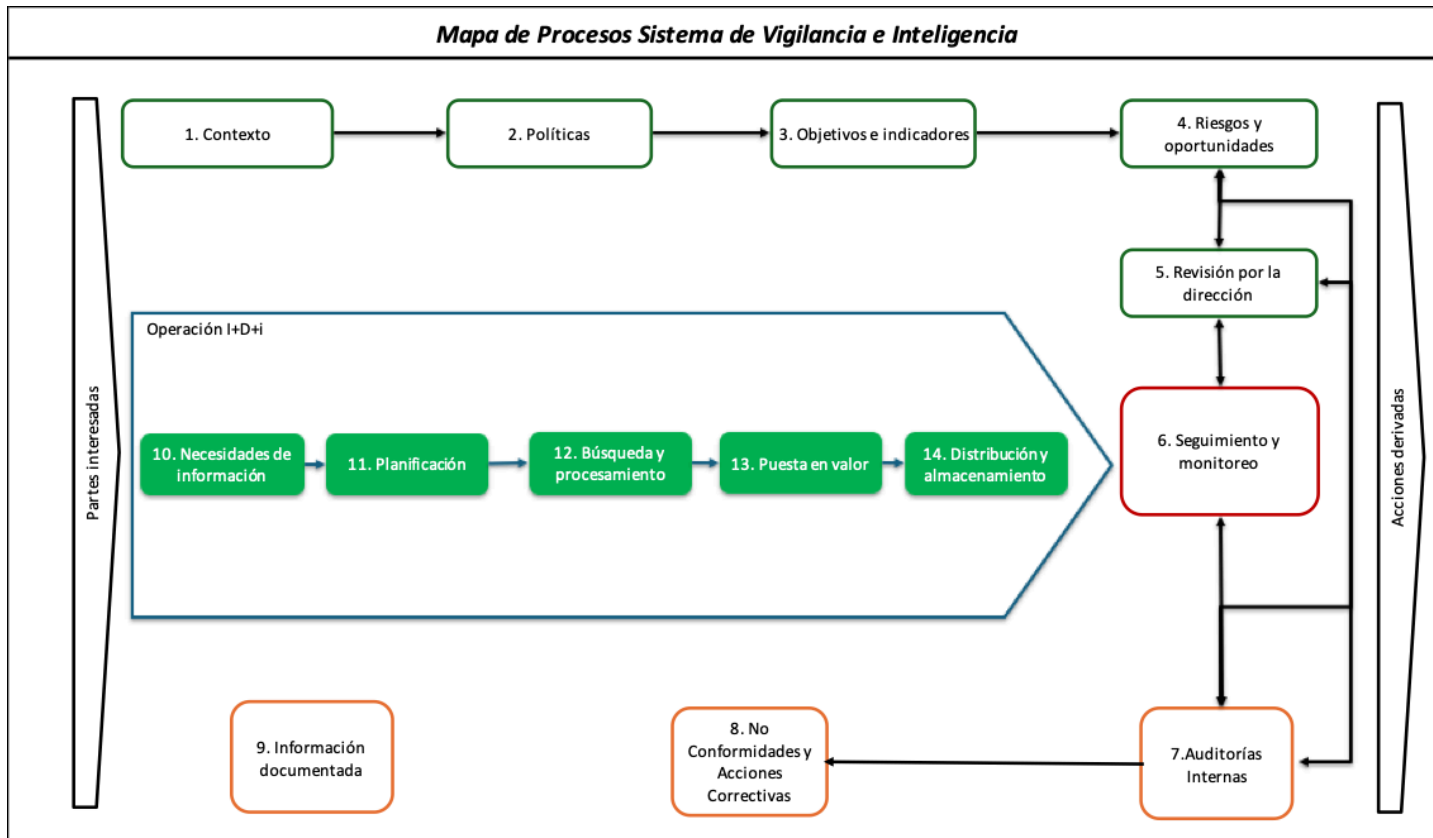 Mapa de Procesos Sistema de Vigilancia e Inteligencia
Partes interesadas
1. Contexto
2. Políticas
3. Objetivos e indicadores
4. Riesgos y
oportunidades
5. Revisión por la
dirección
Operación I+D+i
10. Necesidades de
información
11. Planificación
12. Búsqueda y
procesamiento
13. Puesta en valor
14. Distribución y
almacenamiento
6. Seguimiento y
monitoreo
Acciones derivadas
9. Información
documentada
8. No
Conformidades y
Acciones
Correctivas
7.Auditorías
Internas